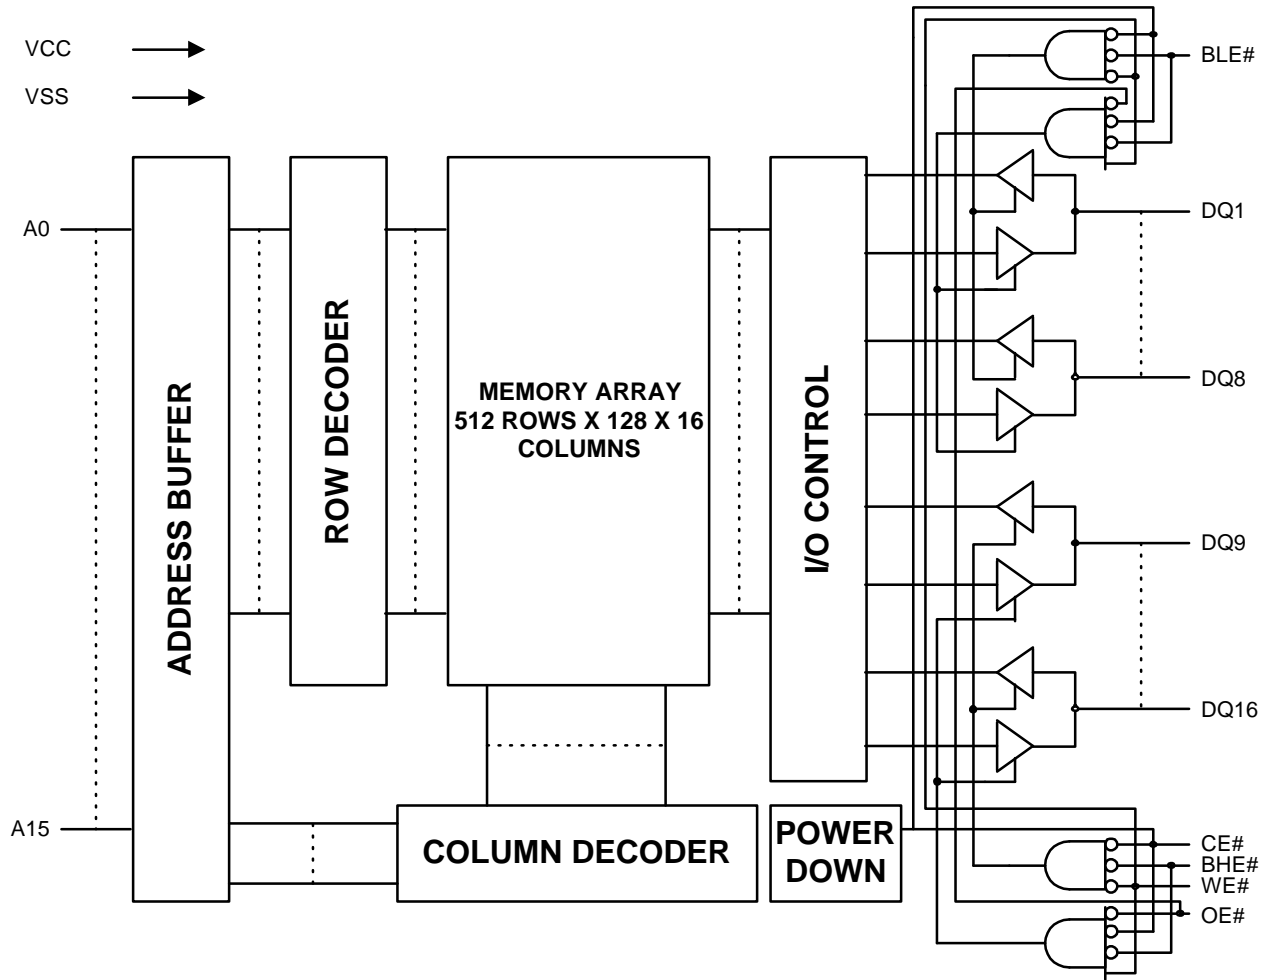 VCC
VSS
BLE#
A0
DQ1
DQ8
DQ9
DQ16
A15
ADDRESS BUFFER
ROW DECODER
MEMORY ARRAY
512 ROWS X 128 X 16
COLUMNS
I/O CONTROL
COLUMN DECODER
POWER
DOWN
CE#
BHE#
WE#
OE#